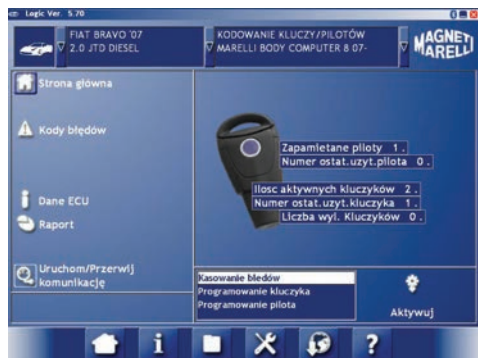 Logic Ver. 5.70
FIAT BRAVO '07
2.0 JTD DIESEL
KODOWANIE KLUCZY/PILOTÓW
MARELLI BODY COMPUTER 8 07-
MAGNETI
MARELLI
Strona główna
Kody błędów
Dane ECU
Raport
Uruchom/Przerwij
komunikację
Zapamietane piloty 1 .
Numer ostat.uzyt.pilota 0 .
Ilosc aktywnych kluczyków 2 .
Numer ostat.uzyt.kluczyka 1 .
Liczba wyl. Kluczyków 0 .
Kasowanie błedów
Programowanie kluczyka
Programowanie pilota
Aktywuj
i
?